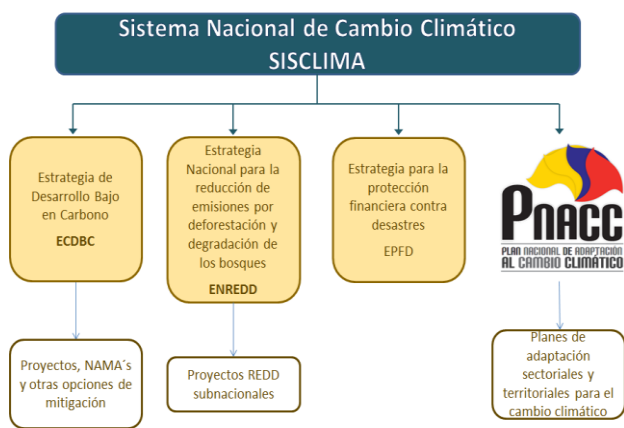 Sistema Nacional de Cambio Climático
SISCLIMA
Estrategia de
Desarrollo Bajo
en Carbono
ECDBC
Estrategia
Nacional para la
reducción de
emisiones por
deforestación y
degradación de
los bosques
ENREDD
Estrategia para la
protección
financiera contra
desastres
EPFD
PNACC
PLAN NACIONAL DE ADAPTACIÓN
AL CAMBIO CLIMÁTICO
Proyectos, NAMA´s
y otras opciones de
mitigación
Proyectos REDD
subnacionales
Planes de
adaptación
sectoriales y
territoriales para el
cambio climático